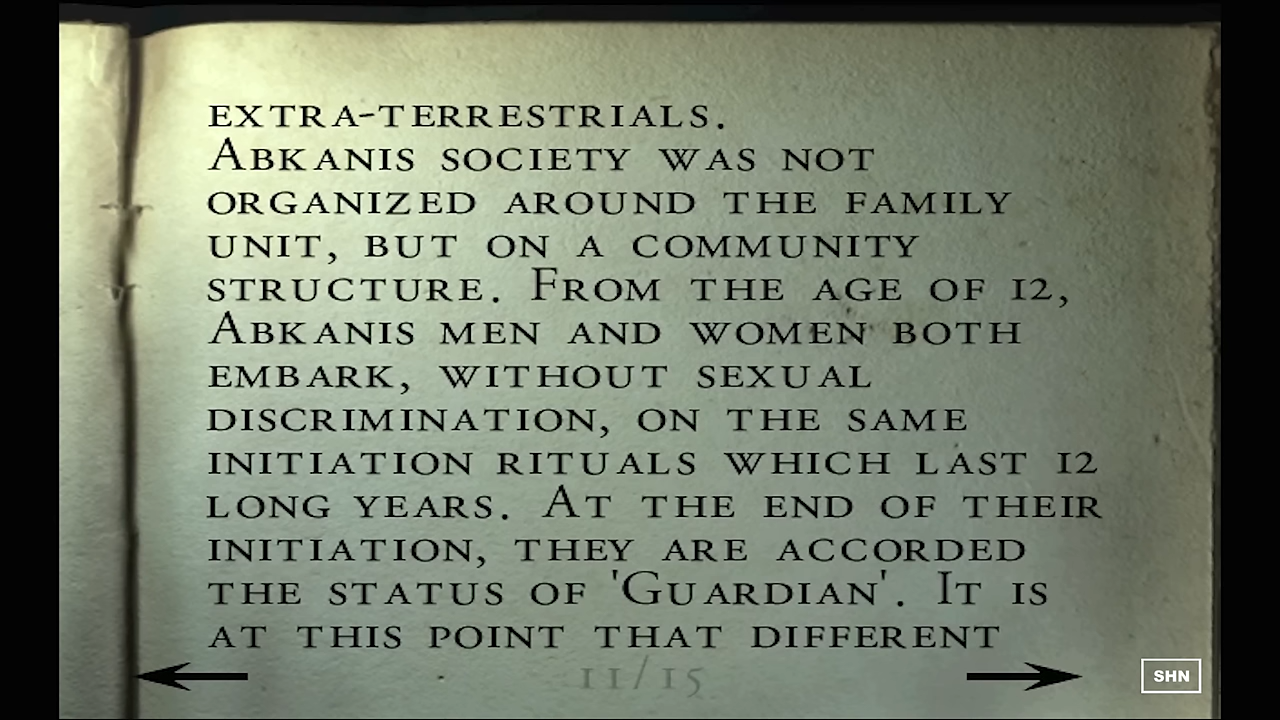 EXTRA-TERRESTRIALS.
ABKANIS SOCIETY WAS NOT
ORGANIZED AROUND THE FAMILY
UNIT, BUT ON A COMMUNITY
STRUCTURE. FROM THE AGE OF 12,
ABKANIS MEN AND WOMEN BOTH
EMBARK, WITHOUT SEXUAL
DISCRIMINATION, ON THE SAME
INITIATION RITUALS WHICH LAST 12
LONG YEARS. AT THE END OF THEIR
INITIATION, THEY ARE ACCORDED
THE STATUS OF 'GUARDIAN'. IT IS
AT THIS POINT THAT DIFFERENT
11/15
SHN